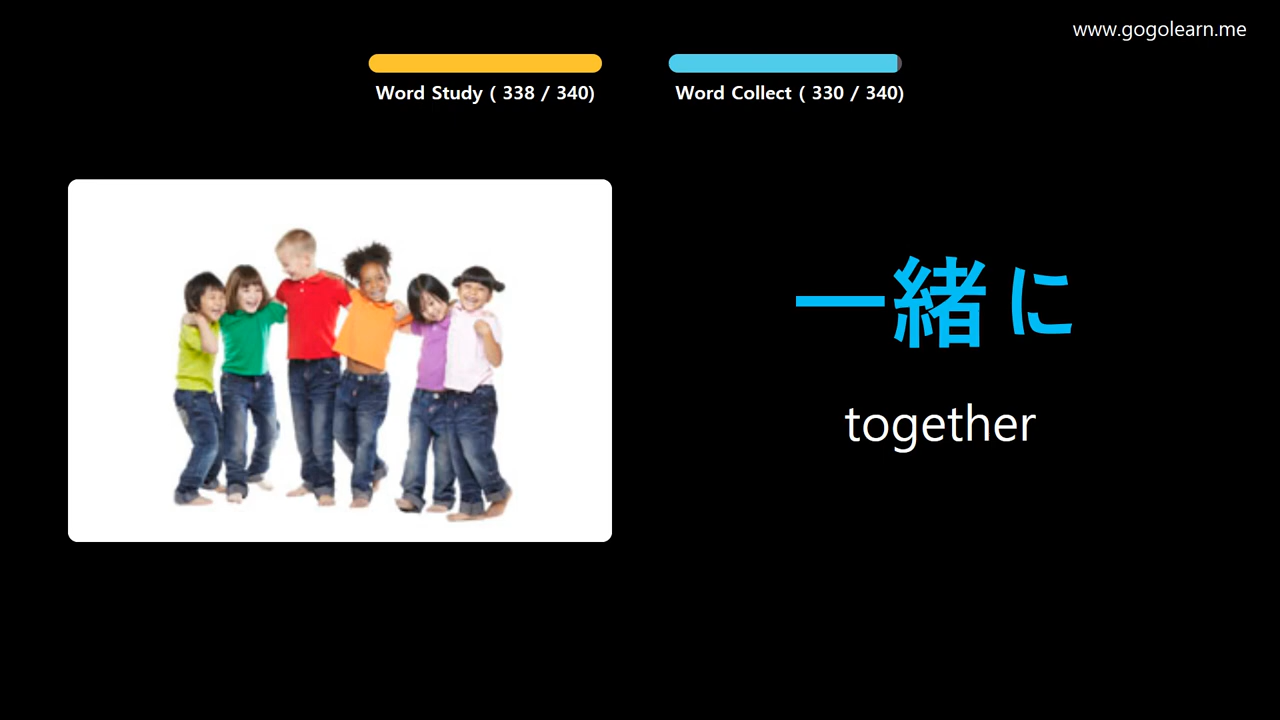 www.gogolearn.me
Word Study ( 338 / 340)
Word Collect ( 330 / 340)
一緒に
together